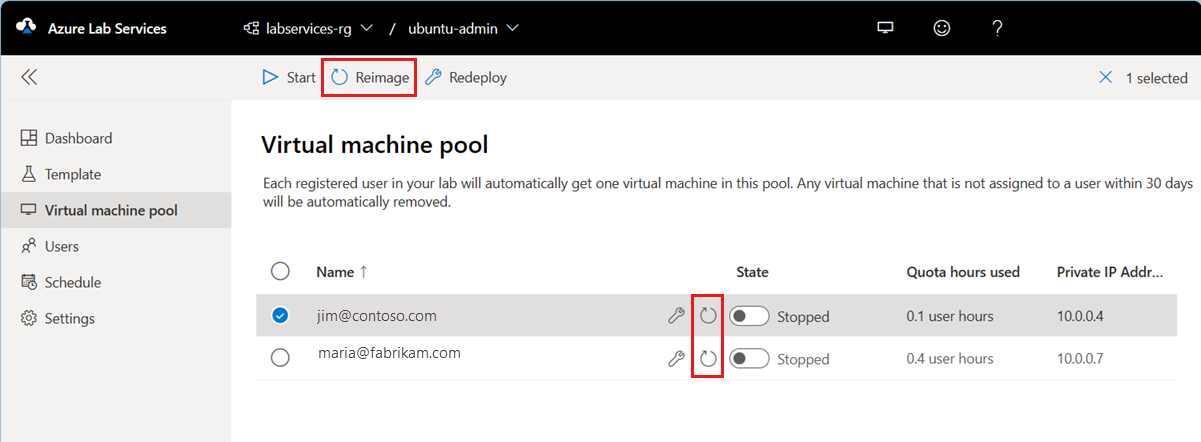 Azure Lab Services labservices-rg / ubuntu-admin ?
Start Reimage Redeploy 1 selected
Dashboard
Template
Virtual machine pool
Users
Schedule
Settings
Virtual machine pool
Each registered user in your lab will automatically get one virtual machine in this pool. Any virtual machine that is not assigned to a user within 30 days
will be automatically removed.
Name ↑ State Quota hours used Private IP Addr...
jim@contoso.com Stopped 0.1 user hours 10.0.0.4
maria@fabrikam.com Stopped 0.4 user hours 10.0.0.7